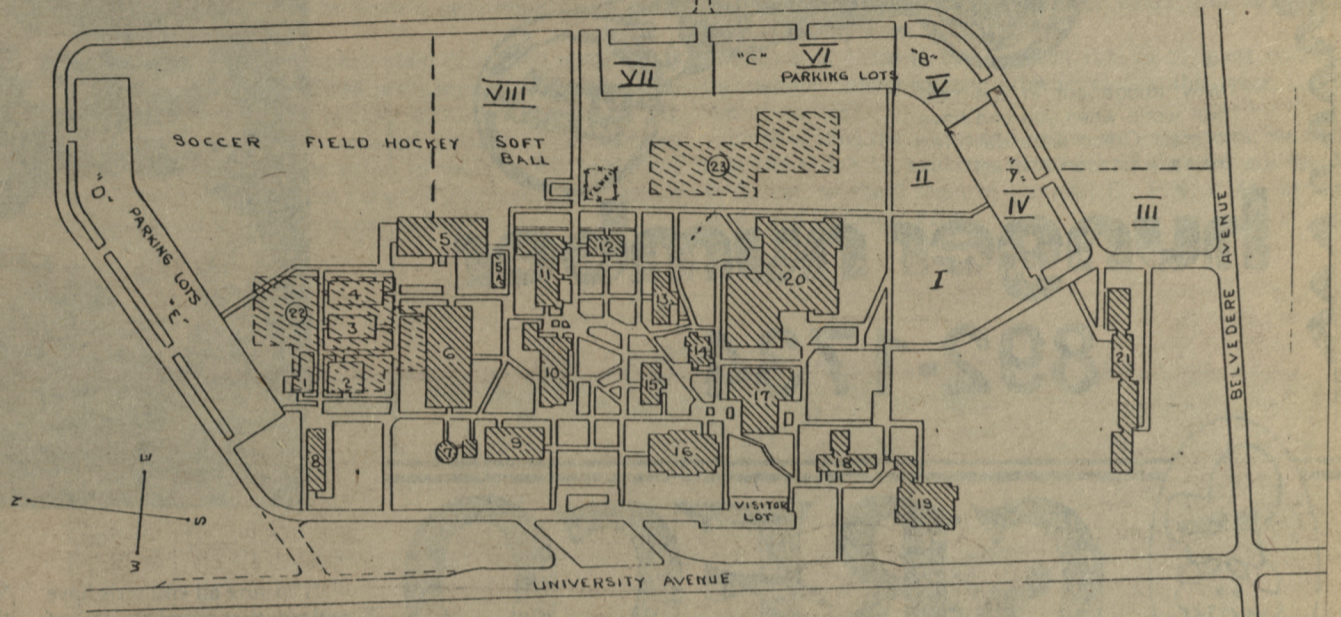 "C"
VI
PARKING LOTS
"B"
V
VII
VIII
SOCCER FIELD HOCKEY SOFT
BALL
23
II
"A"
IV
III
"D"
PARKING LOTS
"E"
5
5A
11
12
13
20
I
22
4
3
1
2
6
10
14
15
17
21
8
7
9
16
18
19
VISITOR
LOT
E
N
S
W
BELVEDERE AVENUE
UNIVERSITY AVENUE